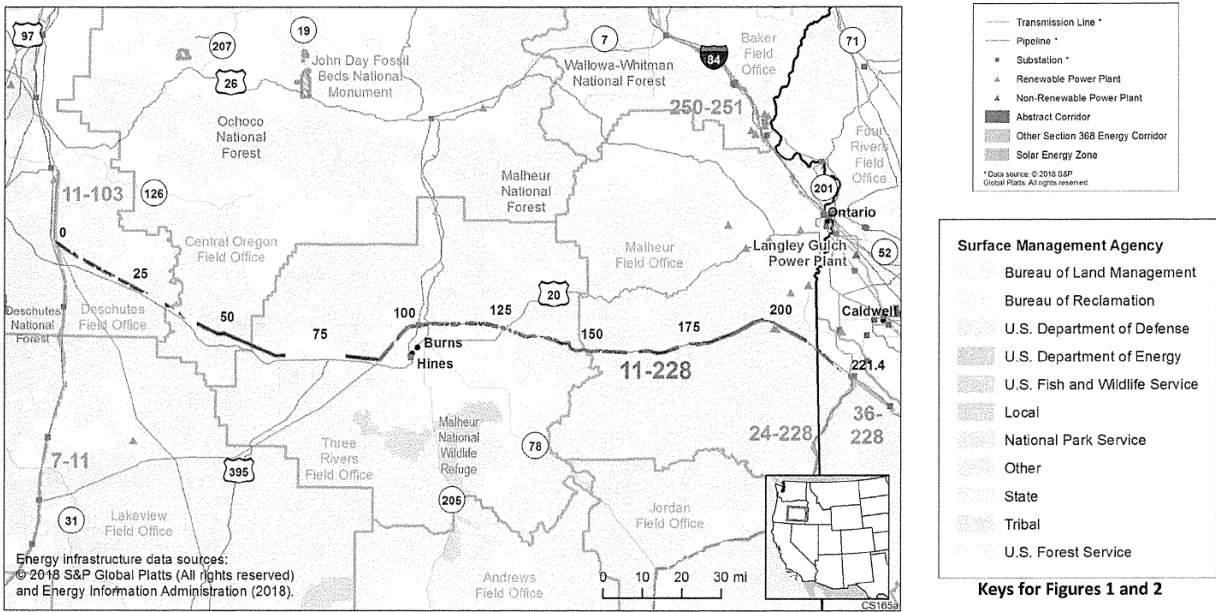 97
207
19
7
84
Baker
Field
Office
71
John Day Fossil
Beds National
Monument
Wallowa-Whitman
National Forest
26
250-251
Ochoco
National
Forest
Four
Rivers
Field
Office
Malheur
National
Forest
11-103
126
201
0
Ontario
Central Oregon
Field Office
Malheur
Field Office
Langley Gulch
Power Plant
52
25
20
Deschutes
National
Forest
Deschutes
Field Office
50
75
100
125
150
175
200
Caldwell
Burns
Hines
11-228
221.4
36-
228
24-228
Three
Rivers
Field Office
Malheur
National
Wildlife
Refuge
78
7-11
395
205
31
Lakeview
Field Office
Jordan
Field Office
Andrews
Field Office
Energy infrastructure data sources:
© 2018 S&P Global Platts (All rights reserved)
and Energy Information Administration (2018).
0 10 20 30 mi
CS165a
Transmission Line *
Pipeline *
Substation *
Renewable Power Plant
Non-Renewable Power Plant
Abstract Corridor
Other Section 368 Energy Corridor
Solar Energy Zone
* Data source: © 2018 S&P
Global Platts. All rights reserved.
Surface Management Agency
Bureau of Land Management
Bureau of Reclamation
U.S. Department of Defense
U.S. Department of Energy
U.S. Fish and Wildlife Service
Local
National Park Service
Other
State
Tribal
U.S. Forest Service
Keys for Figures 1 and 2